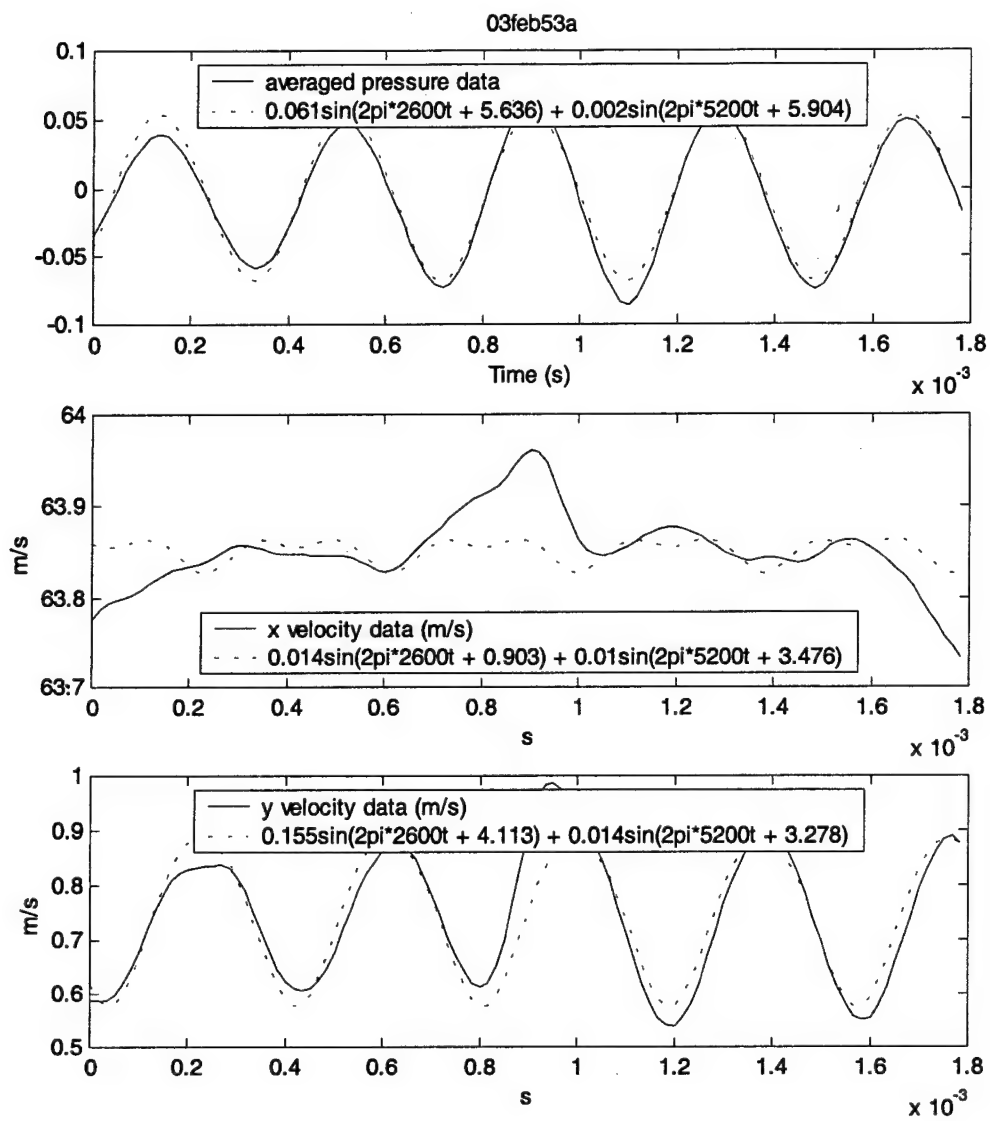 03feb53a
0.1
0.05
0
-0.05
-0.1
averaged pressure data
0.061sin(2pi*2600t + 5.636) + 0.002sin(2pi*5200t + 5.904)
0 0.2 0.4 0.6 0.8 1 1.2 1.4 1.6 1.8
Time (s)
x 10-3
64
63.9
63.8
63.7
m/s
x velocity data (m/s)
0.014sin(2pi*2600t + 0.903) + 0.01sin(2pi*5200t + 3.476)
0 0.2 0.4 0.6 0.8 1 1.2 1.4 1.6 1.8
s
x 10-3
1
0.9
0.8
0.7
0.6
0.5
m/s
y velocity data (m/s)
0.155sin(2pi*2600t + 4.113) + 0.014sin(2pi*5200t + 3.278)
0 0.2 0.4 0.6 0.8 1 1.2 1.4 1.6 1.8
s
x 10-3